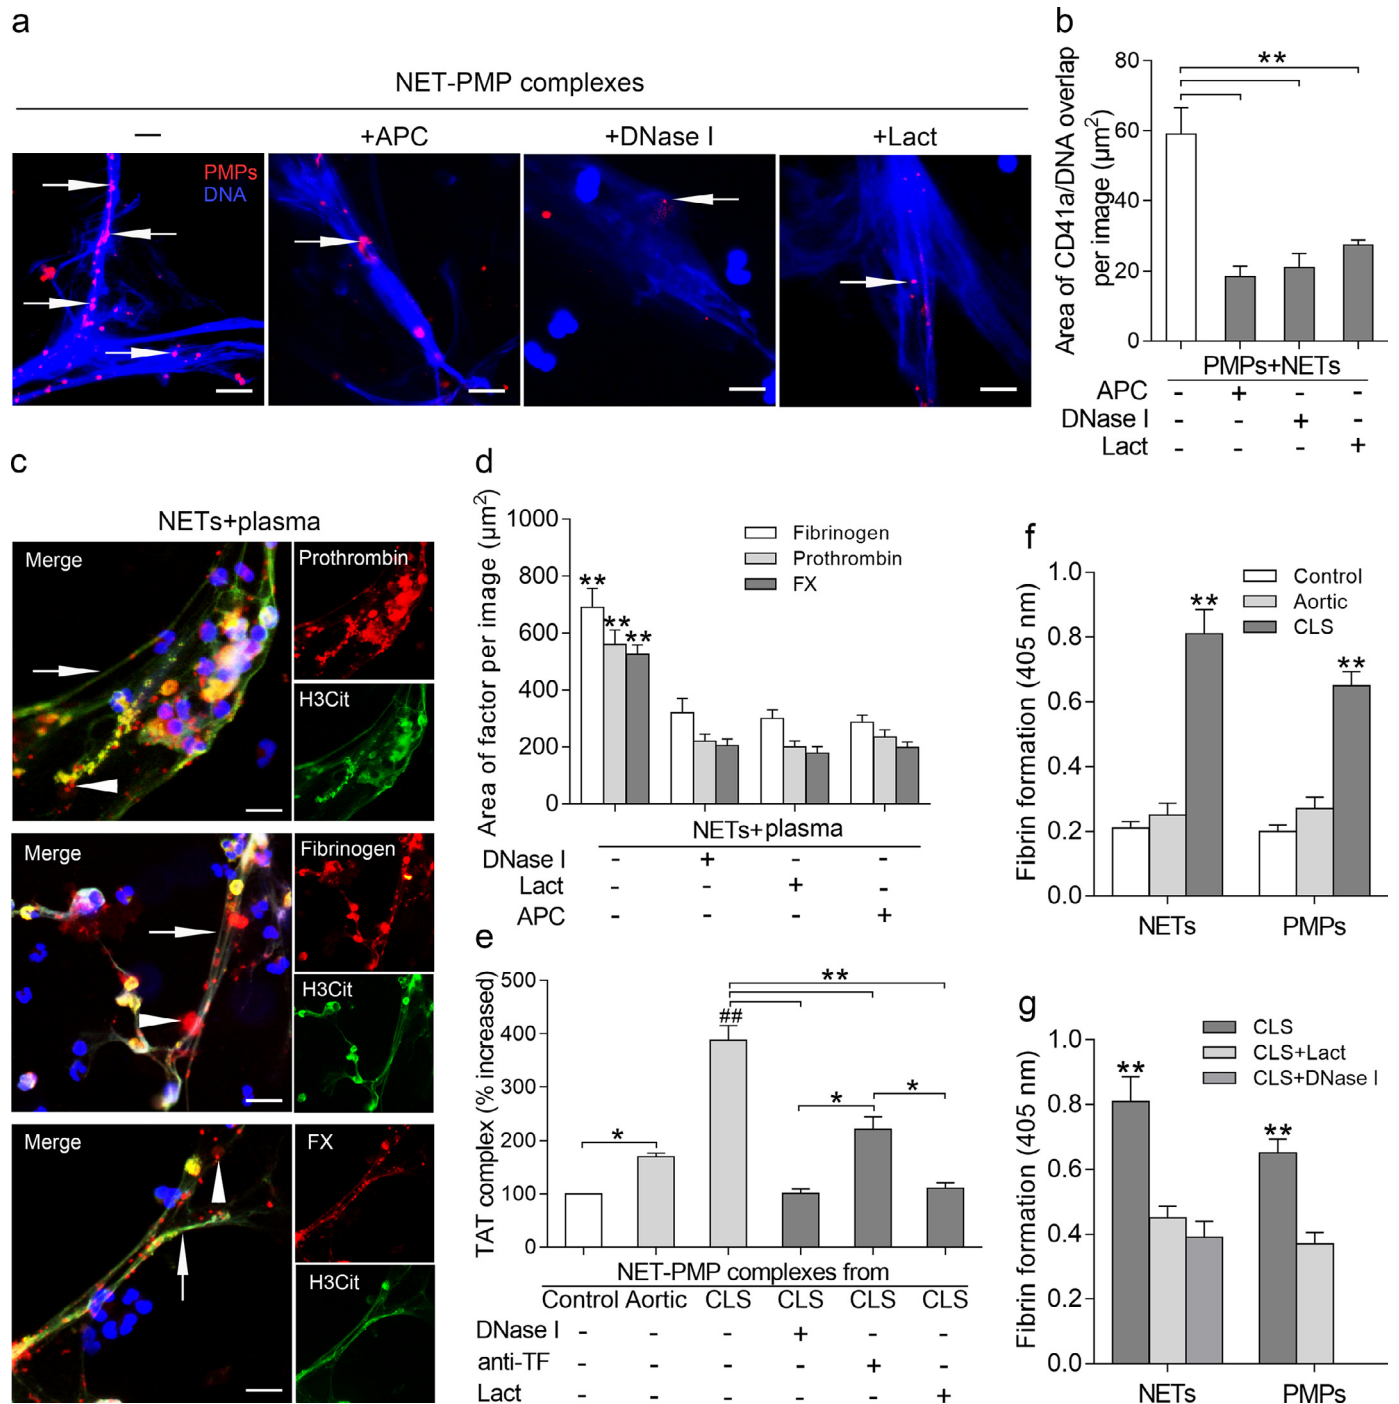 a
NET-PMP complexes
— +APC +DNase I +Lact
PMPs
DNA
b
Area of CD41a/DNA overlap
per image (µm²)
80
60
40
20
0
**
PMPs+NETs
APC - + - -
DNase I - - + -
Lact - - - +
c
NETs+plasma
Merge
Prothrombin
H3Cit
Merge
Fibrinogen
H3Cit
Merge
FX
H3Cit
d
Area of factor per image (µm²)
1000
800
600
400
200
0
Fibrinogen
Prothrombin
FX
** ** **
NETs+plasma
DNase I - + - -
Lact - - + -
APC - - - +
e
TAT complex (% increased)
500
400
300
200
100
0
* ## ** * *
NET-PMP complexes from
Control Aortic CLS CLS CLS CLS
DNase I - - - + - -
anti-TF - - - - + -
Lact - - - - - +
f
Fibrin formation (405 nm)
1.0
0.8
0.6
0.4
0.2
0.0
Control
Aortic
CLS
** **
NETs PMPs
g
Fibrin formation (405 nm)
1.0
0.8
0.6
0.4
0.2
0.0
CLS
CLS+Lact
CLS+DNase I
** **
NETs PMPs